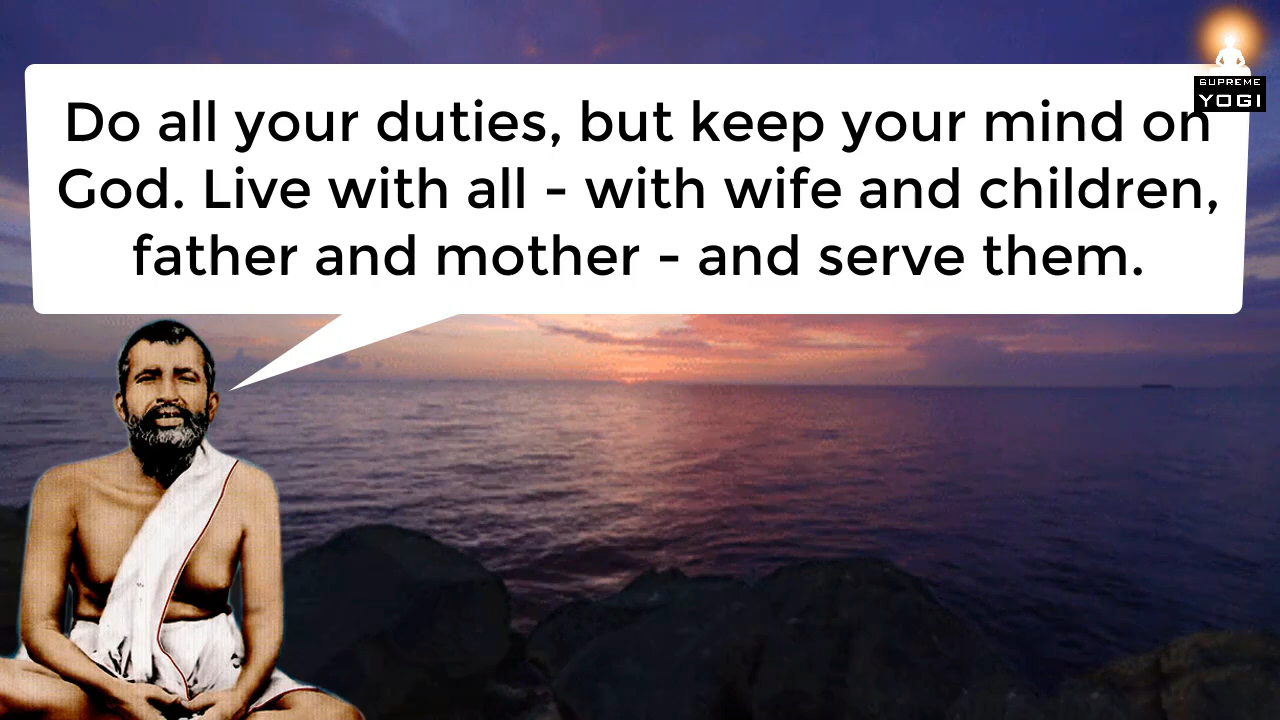 SUPREME
YOGI
Do all your duties, but keep your mind on
God. Live with all - with wife and children,
father and mother - and serve them.